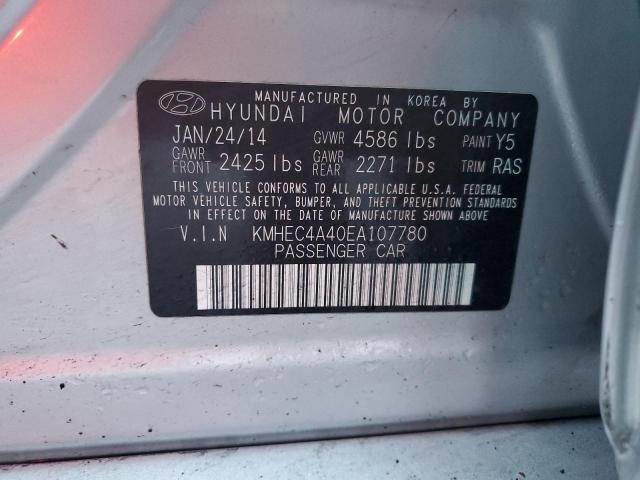 MANUFACTURED IN KOREA BY
HYUNDAI MOTOR COMPANY
JAN/24/14 GVWR 4586 lbs PAINT Y5
GAWR FRONT 2425 lbs GAWR REAR 2271 lbs TRIM RAS
THIS VEHICLE CONFORMS TO ALL APPLICABLE U.S.A. FEDERAL
MOTOR VEHICLE SAFETY, BUMPER, AND THEFT STANDARDS
IN EFFECT ON THE DATE OF MANUFACTURE SHOWN ABOVE.
V.I.N KMHEC4A40EA107780
PASSENGER CAR